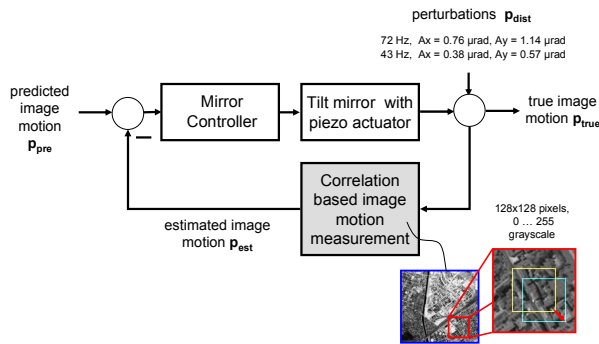 perturbations p_dist
72 Hz, Ax = 0.76 µrad, Ay = 1.14 µrad
43 Hz, Ax = 0.38 µrad, Ay = 0.57 µrad
predicted
image
motion
p_pre
Mirror
Controller
Tilt mirror with
piezo actuator
true image
motion p_true
Correlation
based image
motion
measurement
estimated image
motion p_est
128x128 pixels,
0 ... 255
grayscale